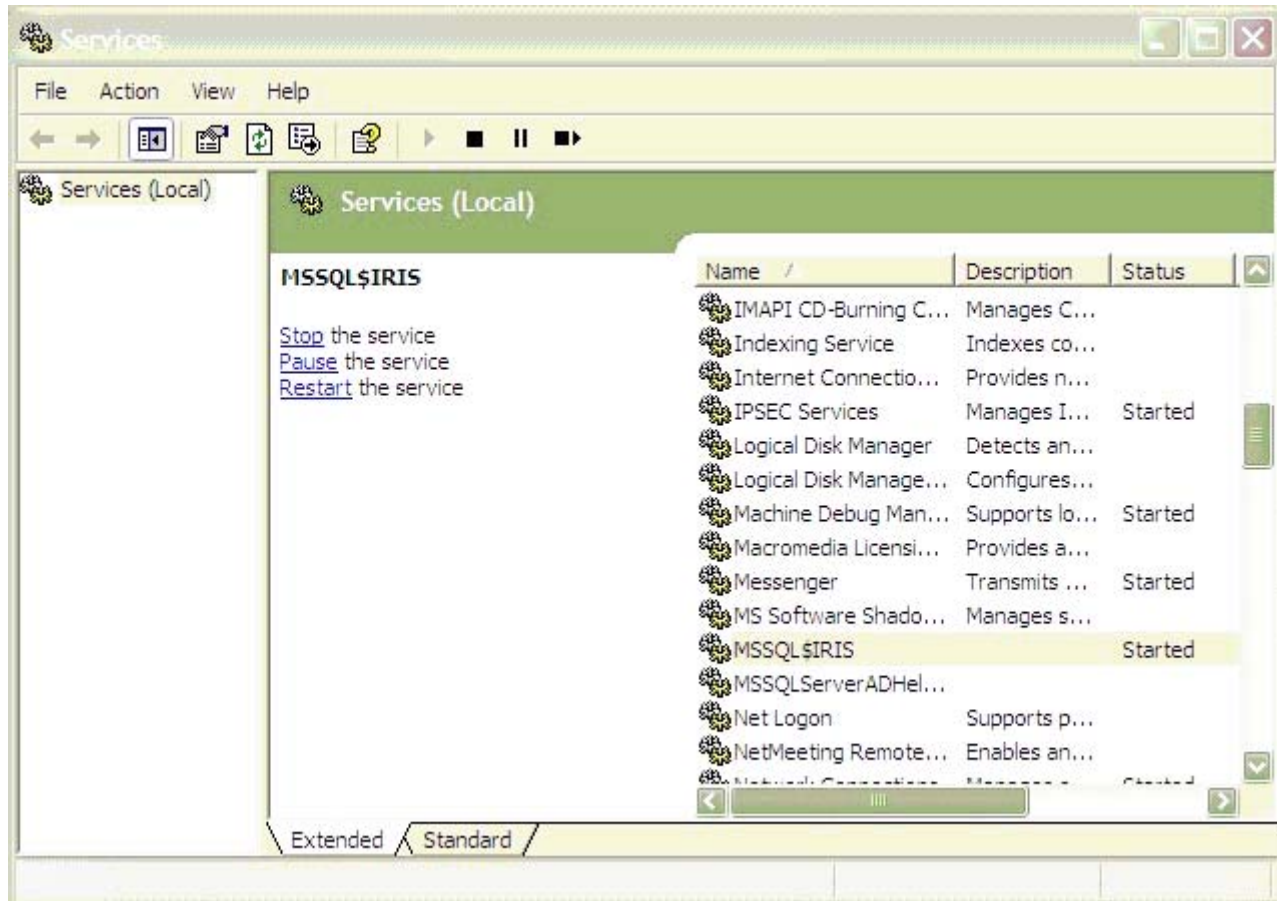 Services
File Action View Help
Services (Local)
Services (Local)
MSSQL$IRIS
Stop the service
Pause the service
Restart the service
Name Description Status
IMAPI CD-Burning C... Manages C...
Indexing Service Indexes co...
Internet Connectio... Provides n...
IPSEC Services Manages I... Started
Logical Disk Manager Detects an...
Logical Disk Manage... Configures...
Machine Debug Man... Supports lo... Started
Macromedia Licensi... Provides a...
Messenger Transmits ... Started
MS Software Shado... Manages s...
MSSQL$IRIS Started
MSSQLServerADHel...
Net Logon Supports p...
NetMeeting Remote... Enables an...
Network Connections Manages Started
Extended Standard